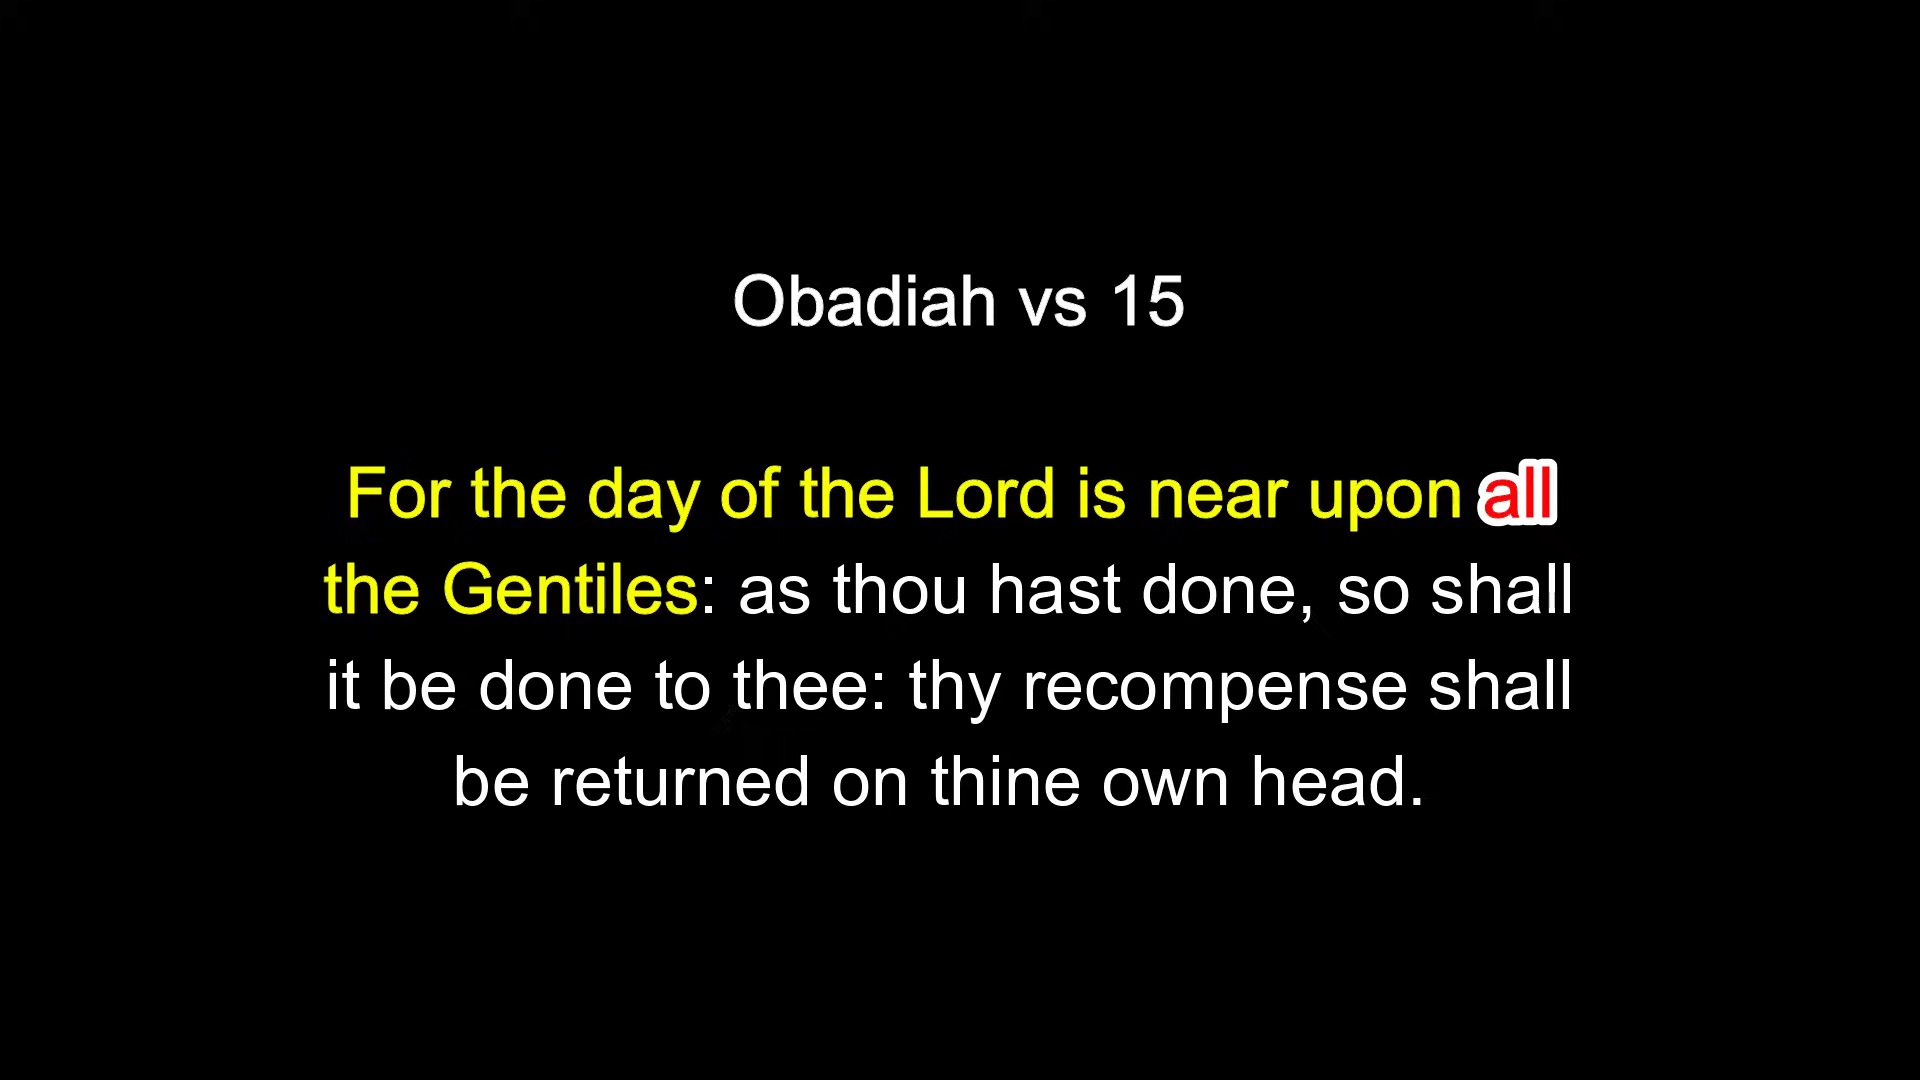 Obadiah vs 15
For the day of the Lord is near upon all
the Gentiles: as thou hast done, so shall
it be done to thee: thy recompense shall
be returned on thine own head.